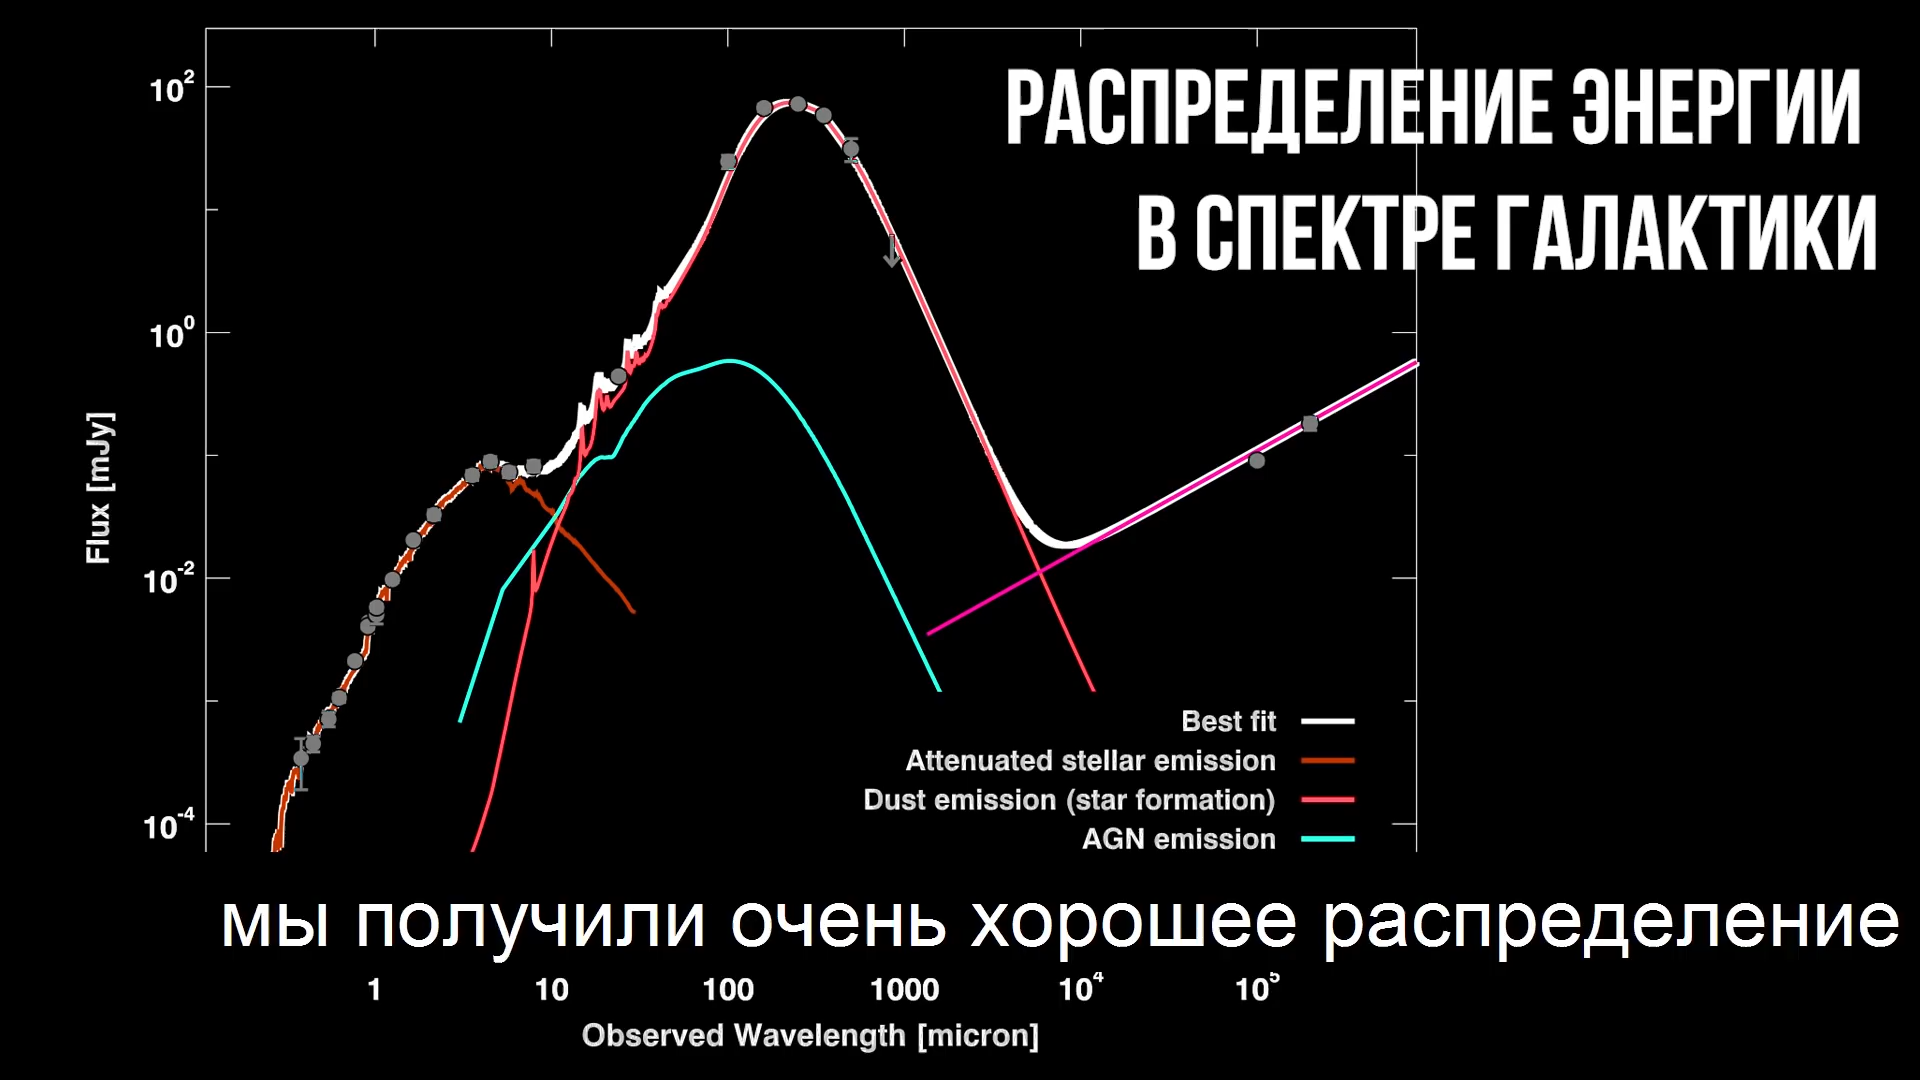 РАСПРЕДЕЛЕНИЕ ЭНЕРГИИ
В СПЕКТРЕ ГАЛАКТИКИ
10²
10⁰
10⁻²
10⁻⁴
Flux [mJy]
Best fit
Attenuated stellar emission
Dust emission (star formation)
AGN emission
мы получили очень хорошее распределение
1 10 100 1000 10⁴ 10⁵
Observed Wavelength [micron]